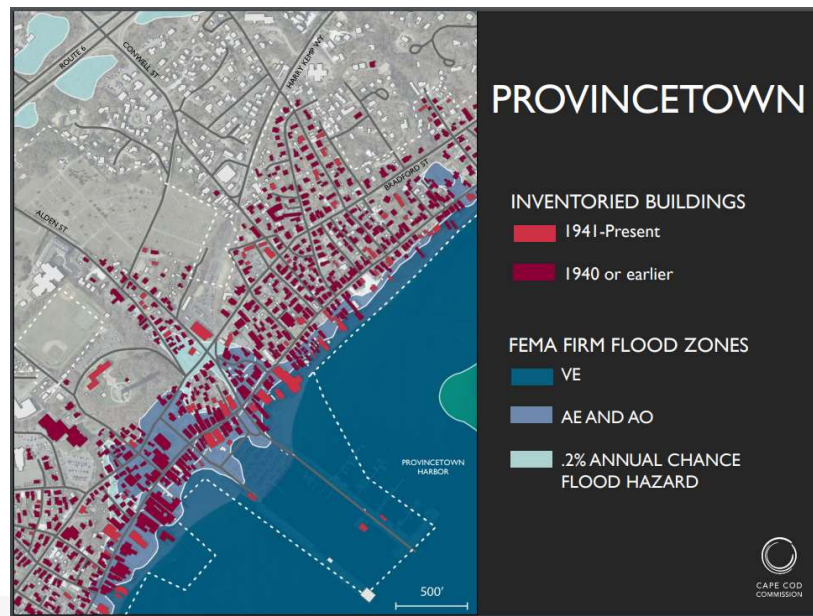 ROUTE 6
CONWELL ST
HARRY KEMP WY
BRADFORD ST
ALDEN ST
PROVINCETOWN
HARBOR
500'
PROVINCETOWN
INVENTORIED BUILDINGS
1941-Present
1940 or earlier
FEMA FIRM FLOOD ZONES
VE
AE AND AO
.2% ANNUAL CHANCE
FLOOD HAZARD
CAPE COD
COMMISSION